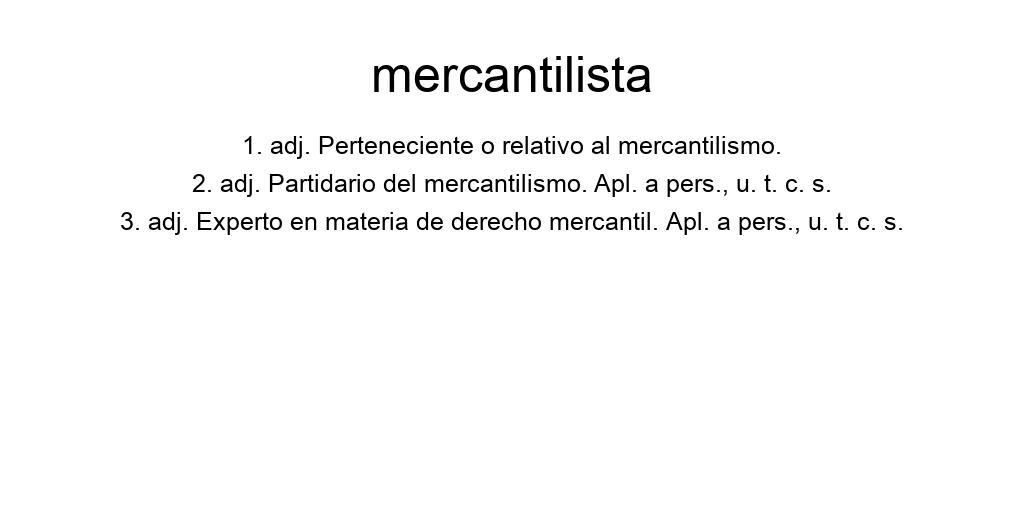 mercantilista
1. adj. Perteneciente o relativo al mercantilismo.
2. adj. Partidario del mercantilismo. Apl. a pers., u. t. c. s.
3. adj. Experto en materia de derecho mercantil. Apl. a pers., u. t. c. s.